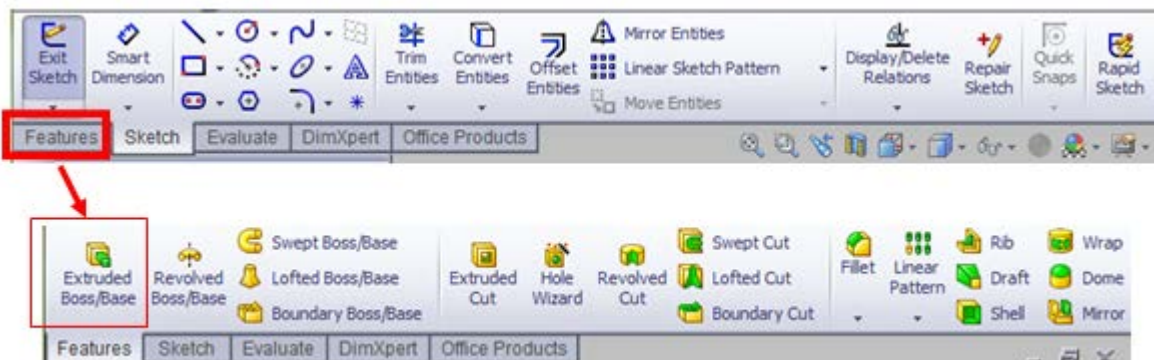 Exit Sketch
Smart Dimension
Trim Entities
Convert Entities
Offset Entities
Mirror Entities
Linear Sketch Pattern
Move Entities
Display/Delete Relations
Repair Sketch
Quick Snaps
Rapid Sketch
Features Sketch Evaluate DimXpert Office Products
Extruded Boss/Base
Revolved Boss/Base
Swept Boss/Base
Lofted Boss/Base
Boundary Boss/Base
Extruded Cut
Hole Wizard
Revolved Cut
Swept Cut
Lofted Cut
Boundary Cut
Fillet
Linear Pattern
Rib
Draft
Shell
Wrap
Dome
Mirror
Features Sketch Evaluate DimXpert Office Products